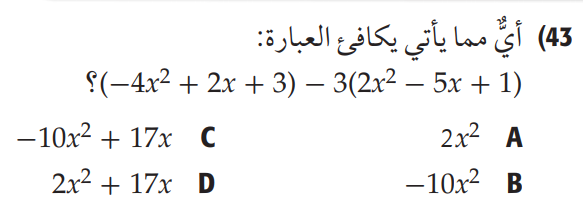 43) أيٌّ مما يأتي يكافئ العبارة:
(−4x² + 2x + 3) − 3(2x² − 5x + 1)؟
A 2x² C −10x² + 17x
B −10x² D 2x² + 17x